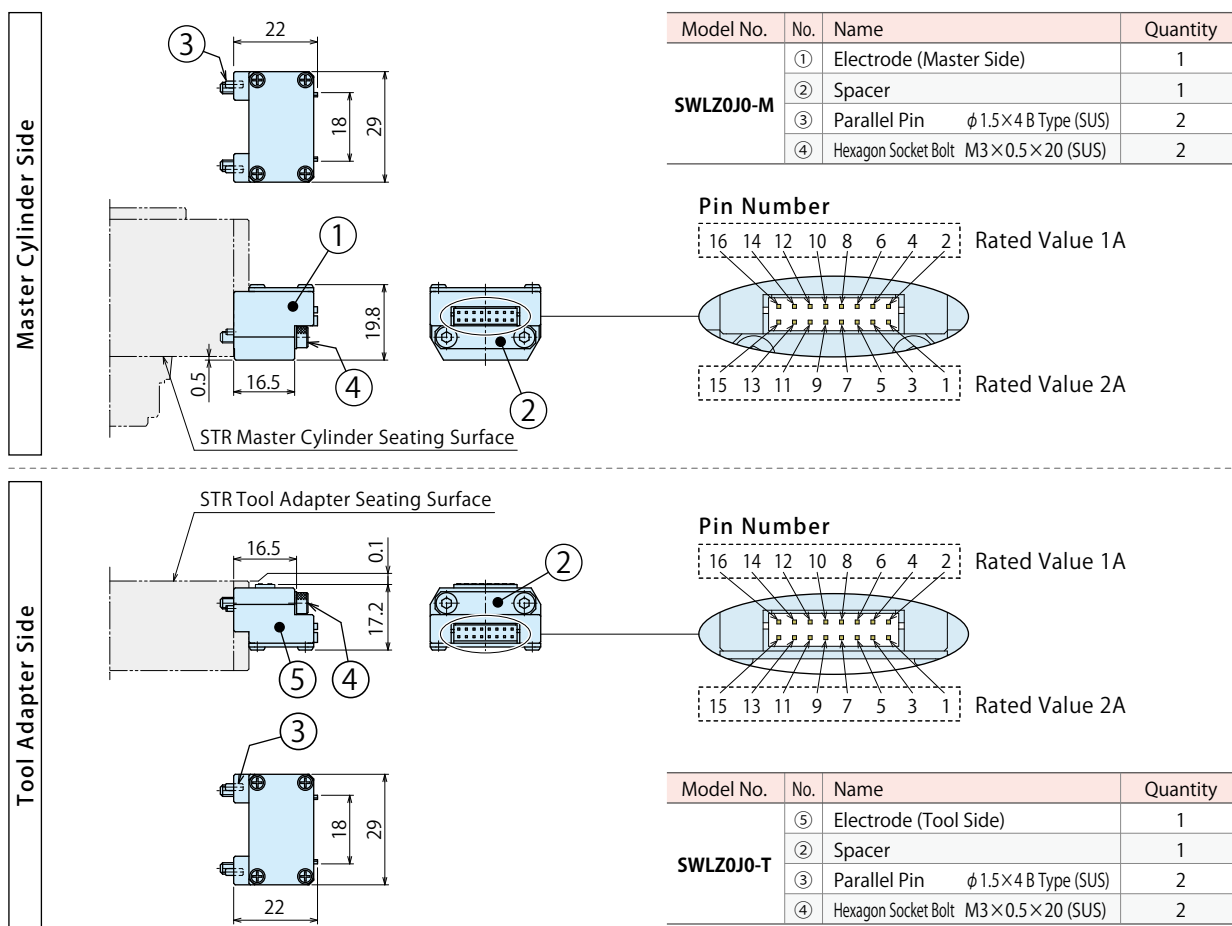 Master Cylinder Side
22
③
18
29
Model No. No. Name Quantity
SWLZ0J0-M
① Electrode (Master Side) 1
② Spacer 1
③ Parallel Pin φ1.5×4 B Type (SUS) 2
④ Hexagon Socket Bolt M3×0.5×20 (SUS) 2
①
19.8
0.5
16.5
④
②
STR Master Cylinder Seating Surface
Pin Number
16 14 12 10 8 6 4 2 Rated Value 1A
15 13 11 9 7 5 3 1 Rated Value 2A
Tool Adapter Side
STR Tool Adapter Seating Surface
16.5
0.1
17.2
②
⑤
④
③
18
29
22
Pin Number
16 14 12 10 8 6 4 2 Rated Value 1A
15 13 11 9 7 5 3 1 Rated Value 2A
Model No. No. Name Quantity
SWLZ0J0-T
⑤ Electrode (Tool Side) 1
② Spacer 1
③ Parallel Pin φ1.5×4 B Type (SUS) 2
④ Hexagon Socket Bolt M3×0.5×20 (SUS) 2